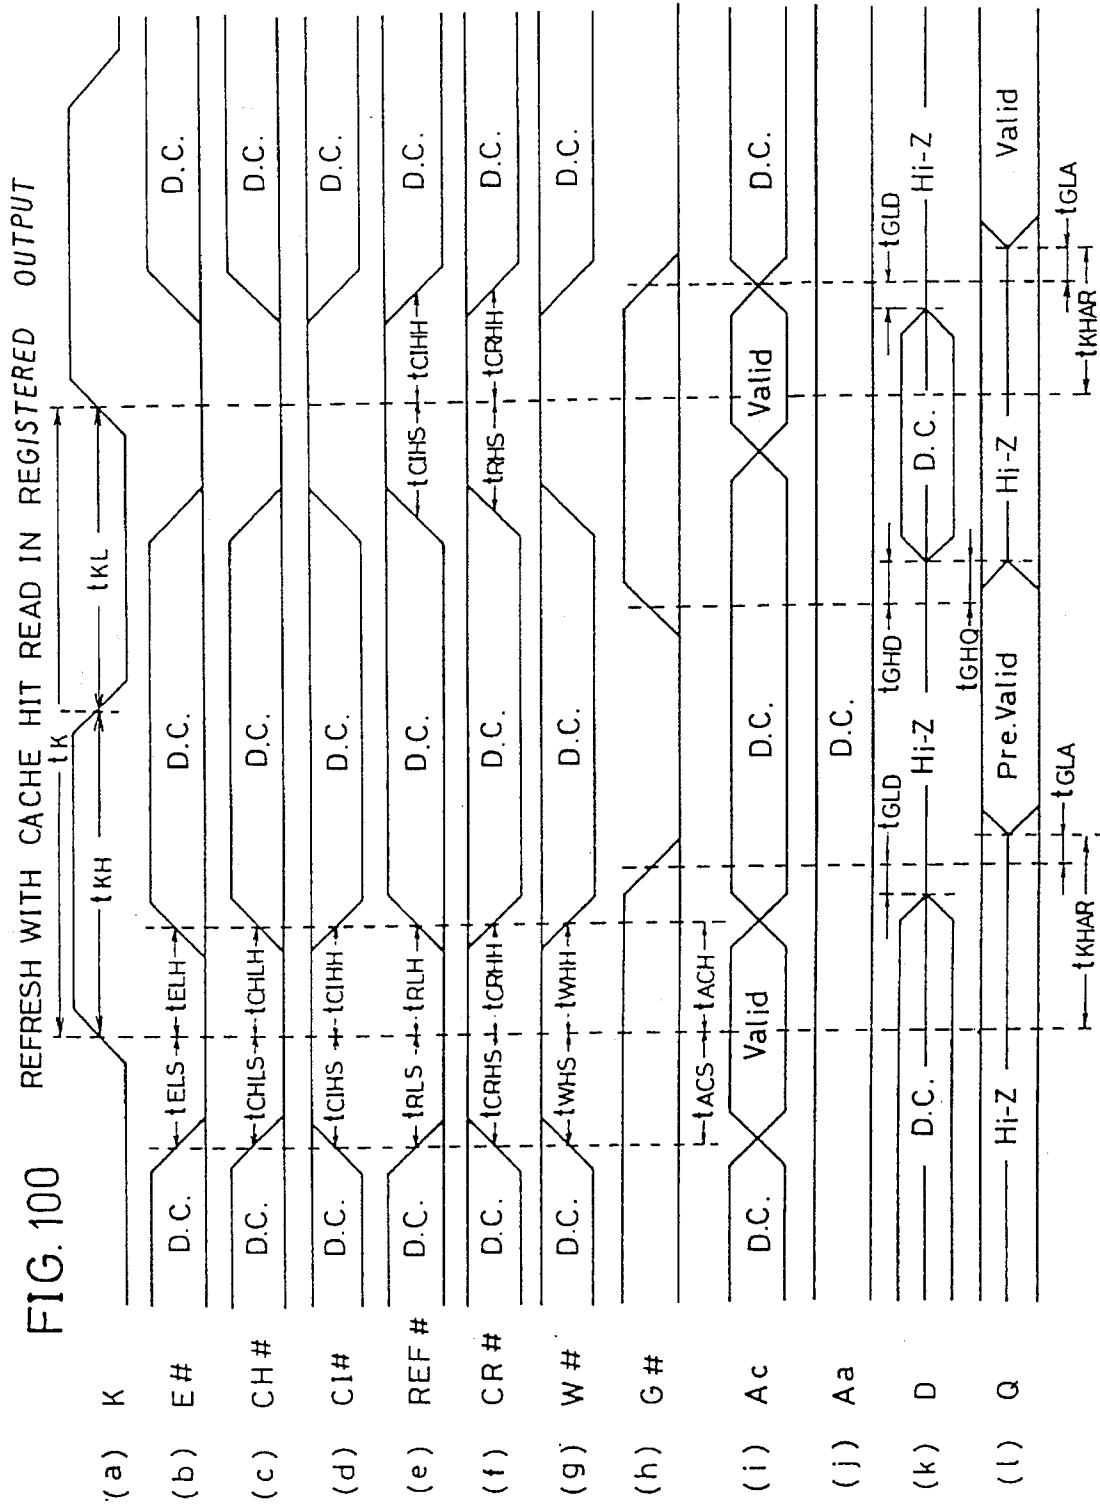 FIG. 100
REFRESH WITH CACHE HIT READ IN REGISTERED OUTPUT
(a) K
tK
tKH
tKL
(b) E#
D.C.
tELS
tELH
D.C.
D.C.
(c) CH#
D.C.
tCHLS
tCHLH
D.C.
D.C.
(d) CI#
D.C.
tCIHS
tCIHH
D.C.
D.C.
(e) REF#
D.C.
tRLS
tRLH
D.C.
tCIHS
tCIHH
D.C.
(f) CR#
D.C.
tCRHS
tCRHH
D.C.
tRHS
tCRHH
D.C.
(g) W#
D.C.
tWHS
tWHH
D.C.
D.C.
(h) G#
tACS
tACH
(i) Ac
D.C.
Valid
D.C.
Valid
D.C.
(j) Aa
D.C.
tGLD
tGHD
tGLD
(k) D
D.C.
Hi-Z
D.C.
Hi-Z
tGHQ
(l) Q
Hi-Z
Pre.Valid
Hi-Z
Valid
tGLA
tGLA
tKHAR
tKHAR